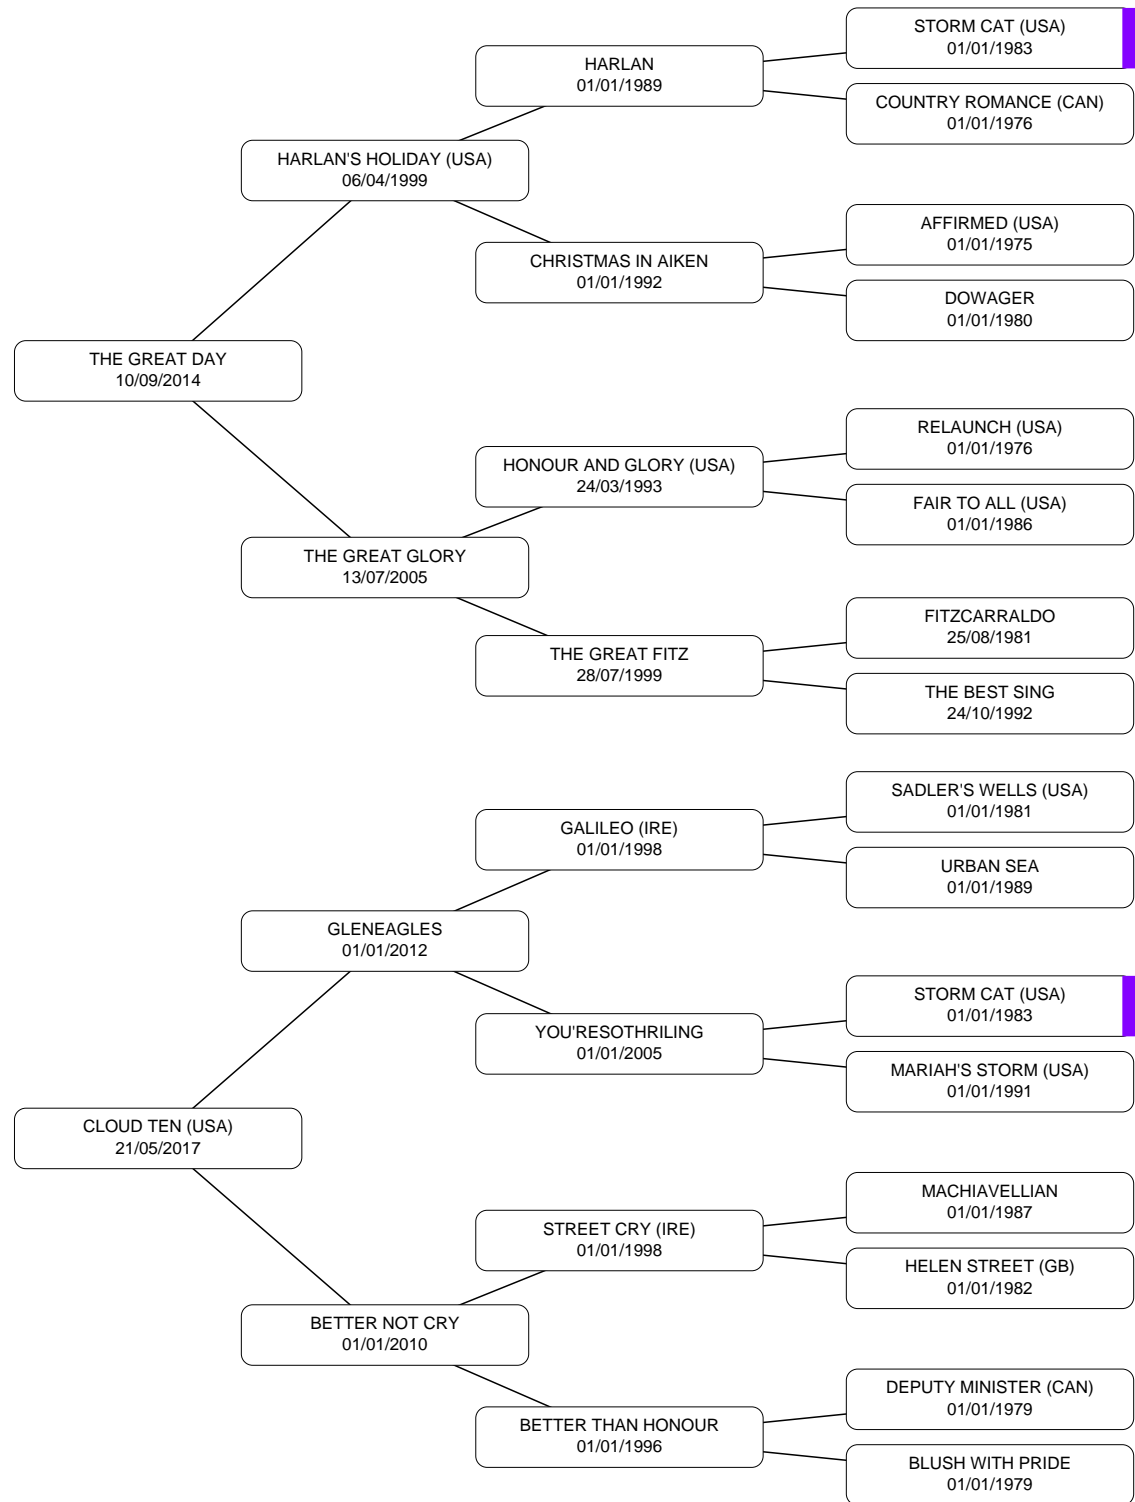 STORM CAT (USA)
01/01/1983
HARLAN
01/01/1989
COUNTRY ROMANCE (CAN)
01/01/1976
HARLAN'S HOLIDAY (USA)
06/04/1999
AFFIRMED (USA)
01/01/1975
CHRISTMAS IN AIKEN
01/01/1992
DOWAGER
01/01/1980
THE GREAT DAY
10/09/2014
RELAUNCH (USA)
01/01/1976
HONOUR AND GLORY (USA)
24/03/1993
FAIR TO ALL (USA)
01/01/1986
THE GREAT GLORY
13/07/2005
FITZCARRALDO
25/08/1981
THE GREAT FITZ
28/07/1999
THE BEST SING
24/10/1992
SADLER'S WELLS (USA)
01/01/1981
GALILEO (IRE)
01/01/1998
URBAN SEA
01/01/1989
GLENEAGLES
01/01/2012
STORM CAT (USA)
01/01/1983
YOU'RESOTHRILING
01/01/2005
MARIAH'S STORM (USA)
01/01/1991
CLOUD TEN (USA)
21/05/2017
MACHIAVELLIAN
01/01/1987
STREET CRY (IRE)
01/01/1998
HELEN STREET (GB)
01/01/1982
BETTER NOT CRY
01/01/2010
DEPUTY MINISTER (CAN)
01/01/1979
BETTER THAN HONOUR
01/01/1996
BLUSH WITH PRIDE
01/01/1979